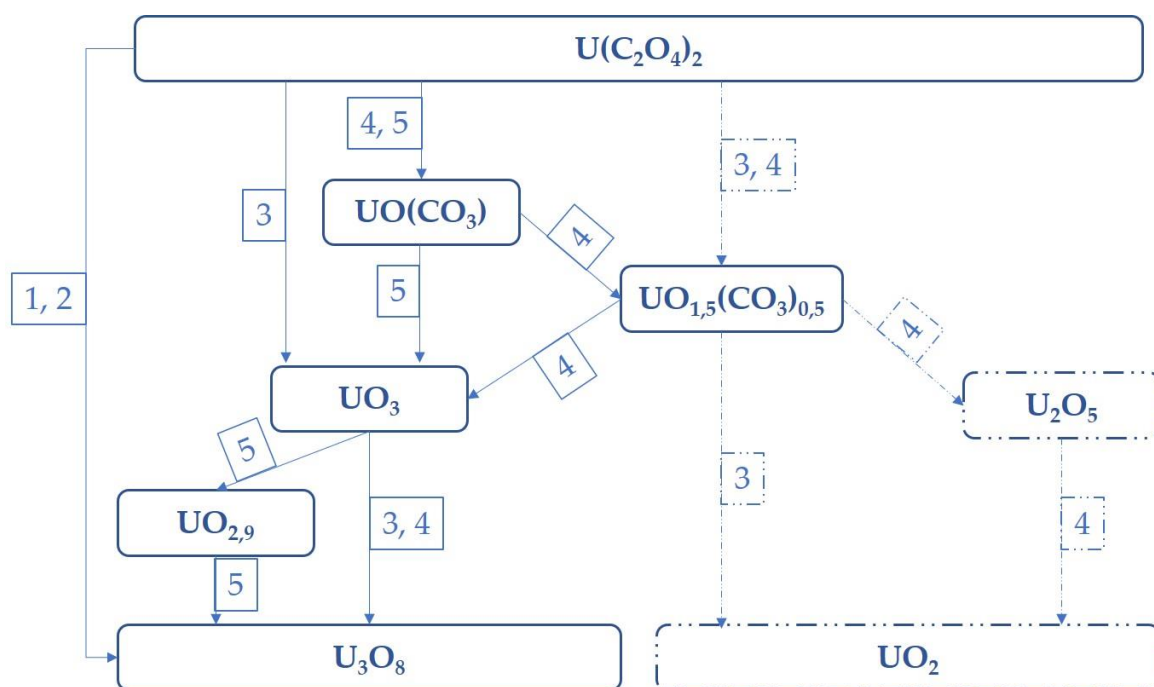 U(C₂O₄)₂
4, 5
3, 4
3
UO(CO₃)
4
1, 2
5
UO₁,₅(CO₃)₀,₅
4
4
UO₃
U₂O₅
5
3
UO₂,₉
3, 4
4
5
U₃O₈
UO₂